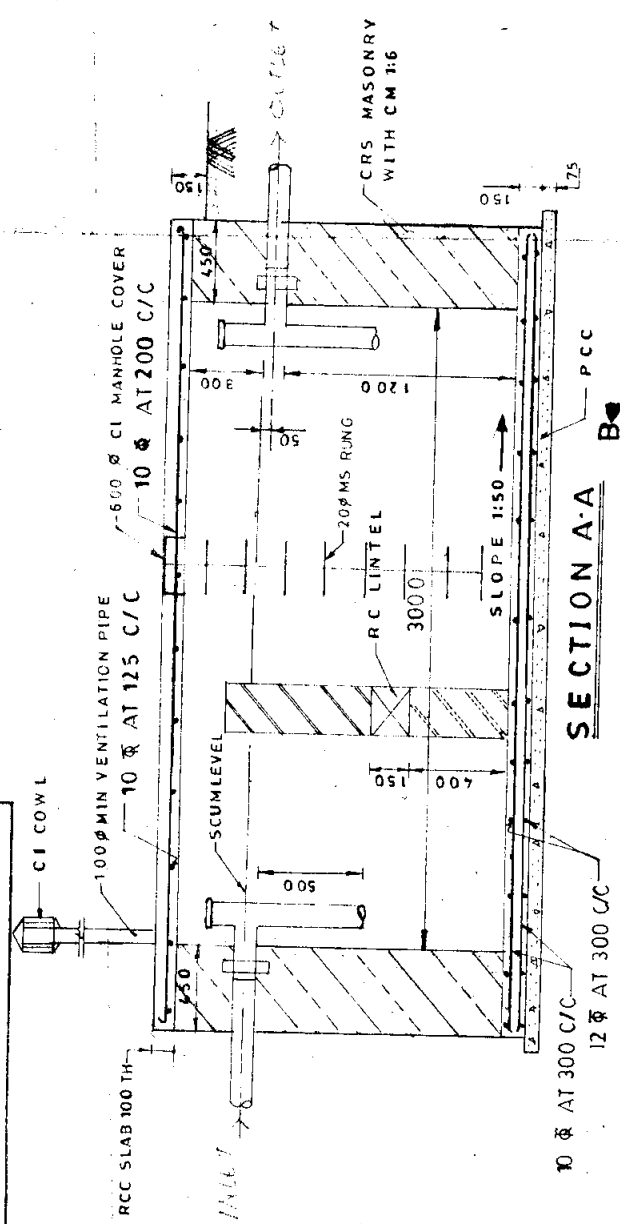 CI COWL
100 ø MIN VENTILATION PIPE
10 Φ AT 125 C/C
600 ø CI MANHOLE COVER
10 Φ AT 200 C/C
RCC SLAB 100 TH
150
450
450
300
50
1200
INLET
OUTLET
SCUM LEVEL
500
20 ø MS RUNG
RC LINTEL
150
400
3000
CRS MASONRY
WITH CM 1:6
SLOPE 1:50
150
75
PCC
10 Φ AT 300 C/C
12 Φ AT 300 C/C
SECTION A-A
B